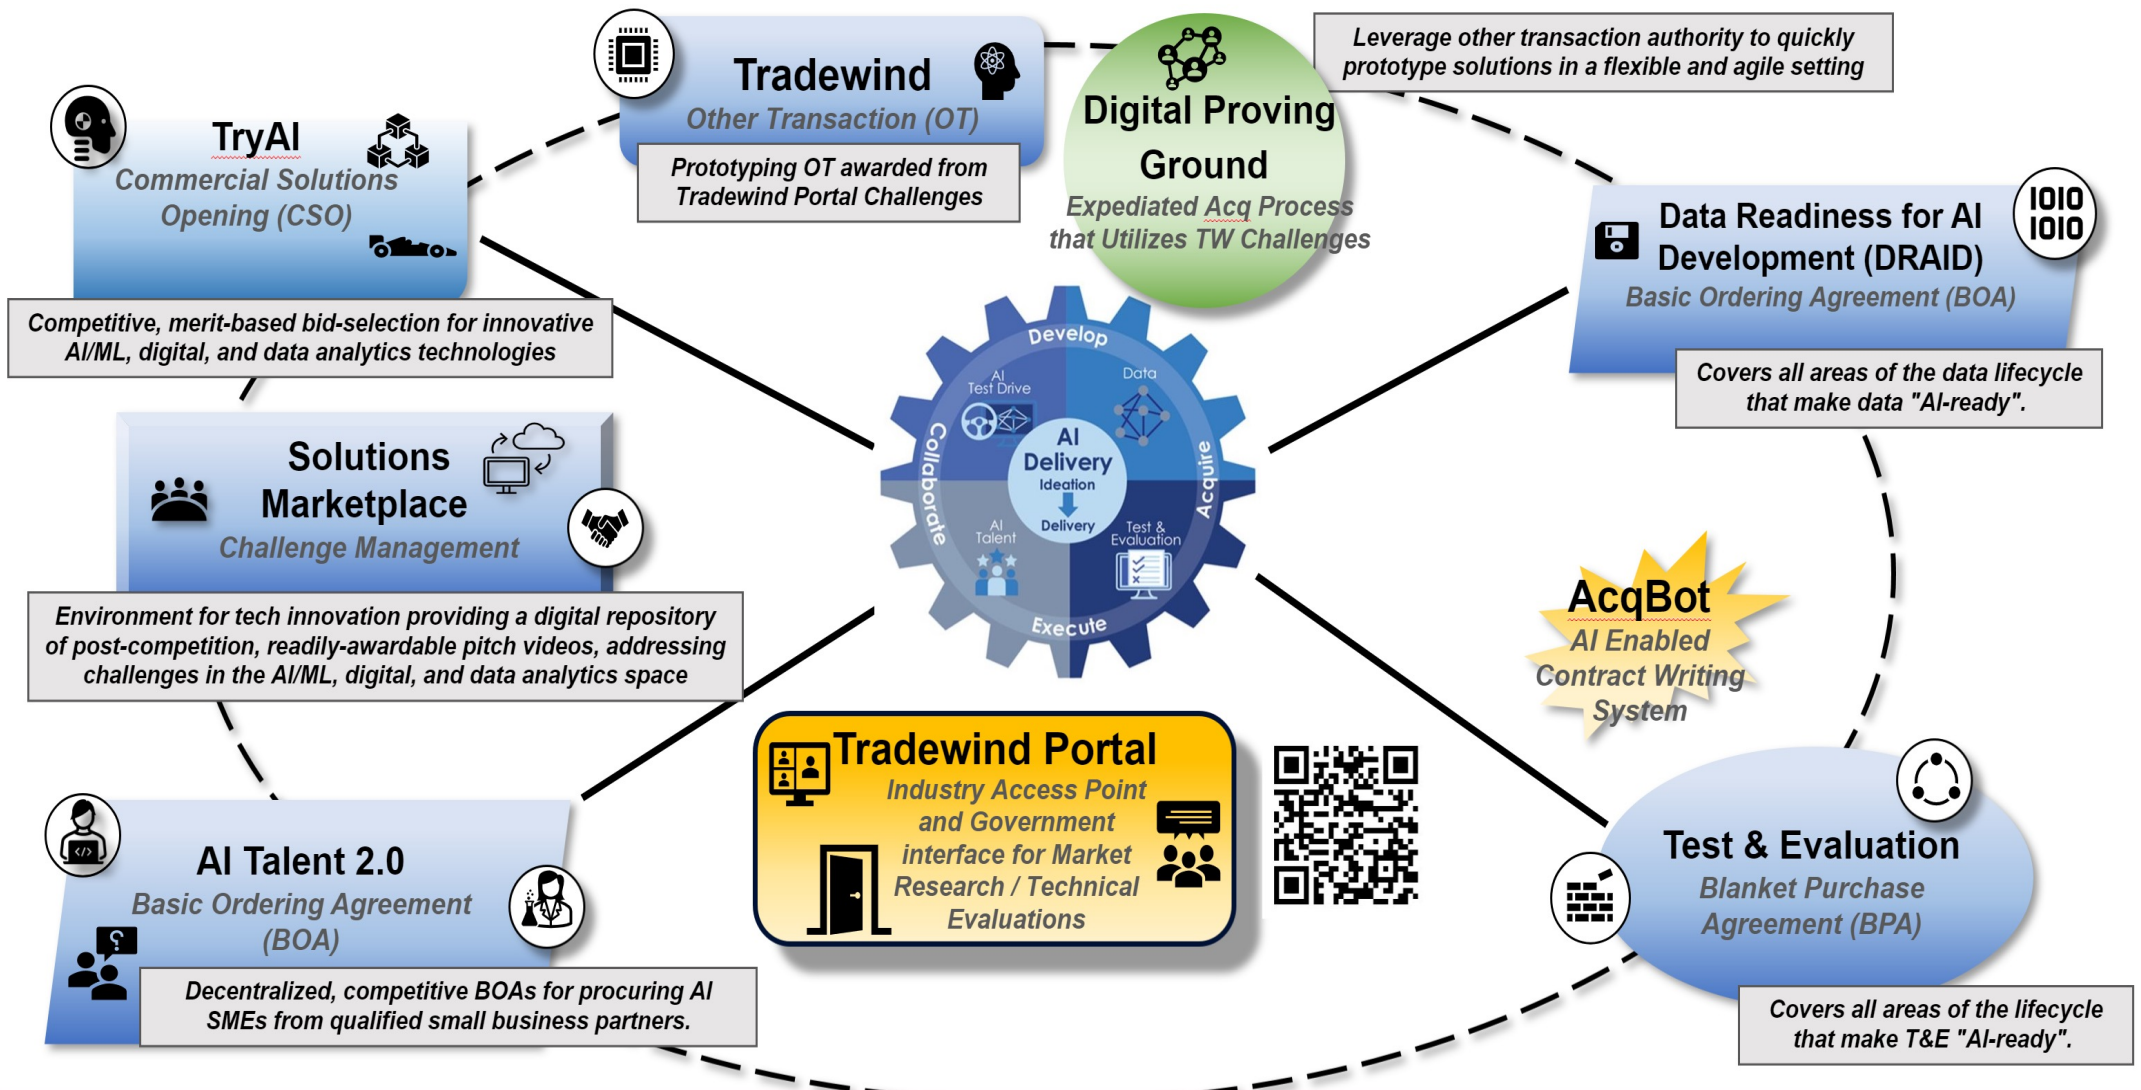 Tradewind
Other Transaction (OT)
Prototyping OT awarded from
Tradewind Portal Challenges
Digital Proving
Ground
Expediated Acq Process
that Utilizes TW Challenges
Leverage other transaction authority to quickly
prototype solutions in a flexible and agile setting
TryAI
Commercial Solutions
Opening (CSO)
Competitive, merit-based bid-selection for innovative
AI/ML, digital, and data analytics technologies
Data Readiness for AI
Development (DRAID)
Basic Ordering Agreement (BOA)
1010
1010
Covers all areas of the data lifecycle
that make data "AI-ready".
Solutions
Marketplace
Challenge Management
Environment for tech innovation providing a digital repository
of post-competition, readily-awardable pitch videos, addressing
challenges in the AI/ML, digital, and data analytics space
Develop
Collaborate
Acquire
Execute
AI
Test Drive
Data
AI
Delivery
Ideation
Delivery
AI
Talent
Test &
Evaluation
AcqBot
AI Enabled
Contract Writing
System
AI Talent 2.0
Basic Ordering Agreement
(BOA)
</>
?
Decentralized, competitive BOAs for procuring AI
SMEs from qualified small business partners.
Tradewind Portal
Industry Access Point
and Government
interface for Market
Research / Technical
Evaluations
Test & Evaluation
Blanket Purchase
Agreement (BPA)
Covers all areas of the lifecycle
that make T&E "AI-ready".